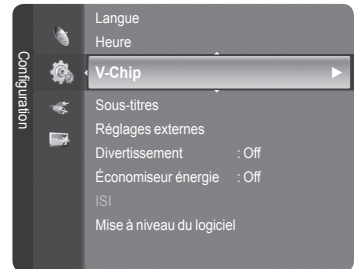 Configuration
Langue
Heure
V-Chip
Sous-titres
Réglages externes
Divertissement : Off
Économiseur énergie : Off
ISI
Mise à niveau du logiciel